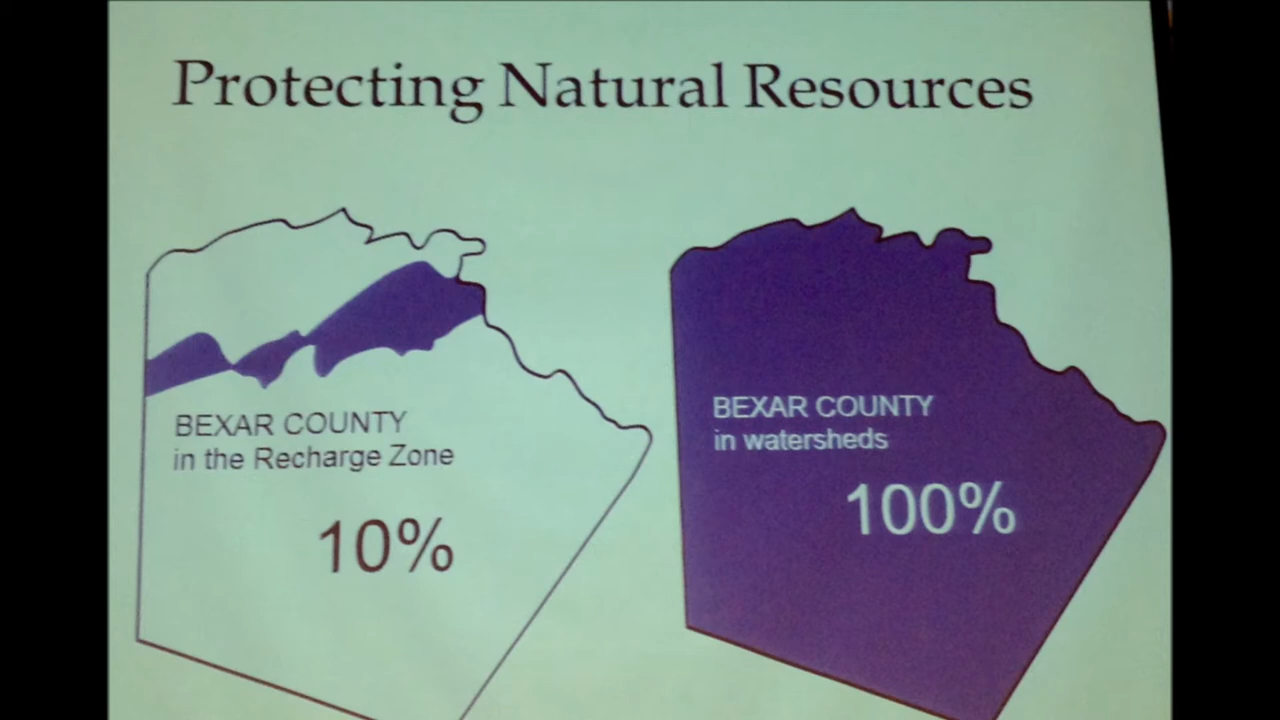 Protecting Natural Resources
BEXAR COUNTY
in the Recharge Zone
10%
BEXAR COUNTY
in watersheds
100%